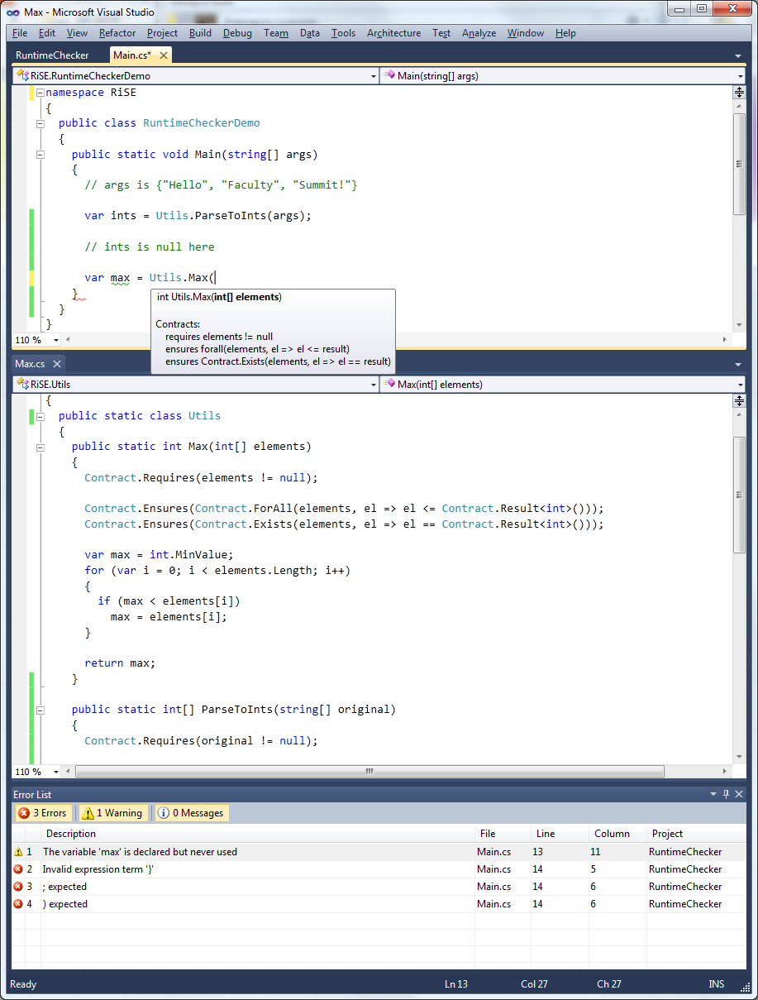 Max - Microsoft Visual Studio
File Edit View Refactor Project Build Debug Team Data Tools Architecture Test Analyze Window Help
RuntimeChecker Main.cs*
RiSE.RuntimeCheckerDemo Main(string[] args)
namespace RiSE
{
public class RuntimeCheckerDemo
{
public static void Main(string[] args)
{
// args is {"Hello", "Faculty", "Summit!"}
var ints = Utils.ParseToInts(args);
// ints is null here
var max = Utils.Max(
}
}
}
int Utils.Max(int[] elements)
Contracts:
requires elements != null
ensures forall(elements, el => el <= result)
ensures Contract.Exists(elements, el => el == result)
110 %
Max.cs
RiSE.Utils Max(int[] elements)
{
public static class Utils
{
public static int Max(int[] elements)
{
Contract.Requires(elements != null);
Contract.Ensures(Contract.ForAll(elements, el => el <= Contract.Result<int>()));
Contract.Ensures(Contract.Exists(elements, el => el == Contract.Result<int>()));
var max = int.MinValue;
for (var i = 0; i < elements.Length; i++)
{
if (max < elements[i])
max = elements[i];
}
return max;
}
public static int[] ParseToInts(string[] original)
{
Contract.Requires(original != null);
110 %
Error List
3 Errors 1 Warning 0 Messages
Description File Line Column Project
1 The variable 'max' is declared but never used Main.cs 13 11 RuntimeChecker
2 Invalid expression term '}' Main.cs 14 5 RuntimeChecker
3 ; expected Main.cs 14 6 RuntimeChecker
4 ) expected Main.cs 14 6 RuntimeChecker
Ready Ln 13 Col 27 Ch 27 INS